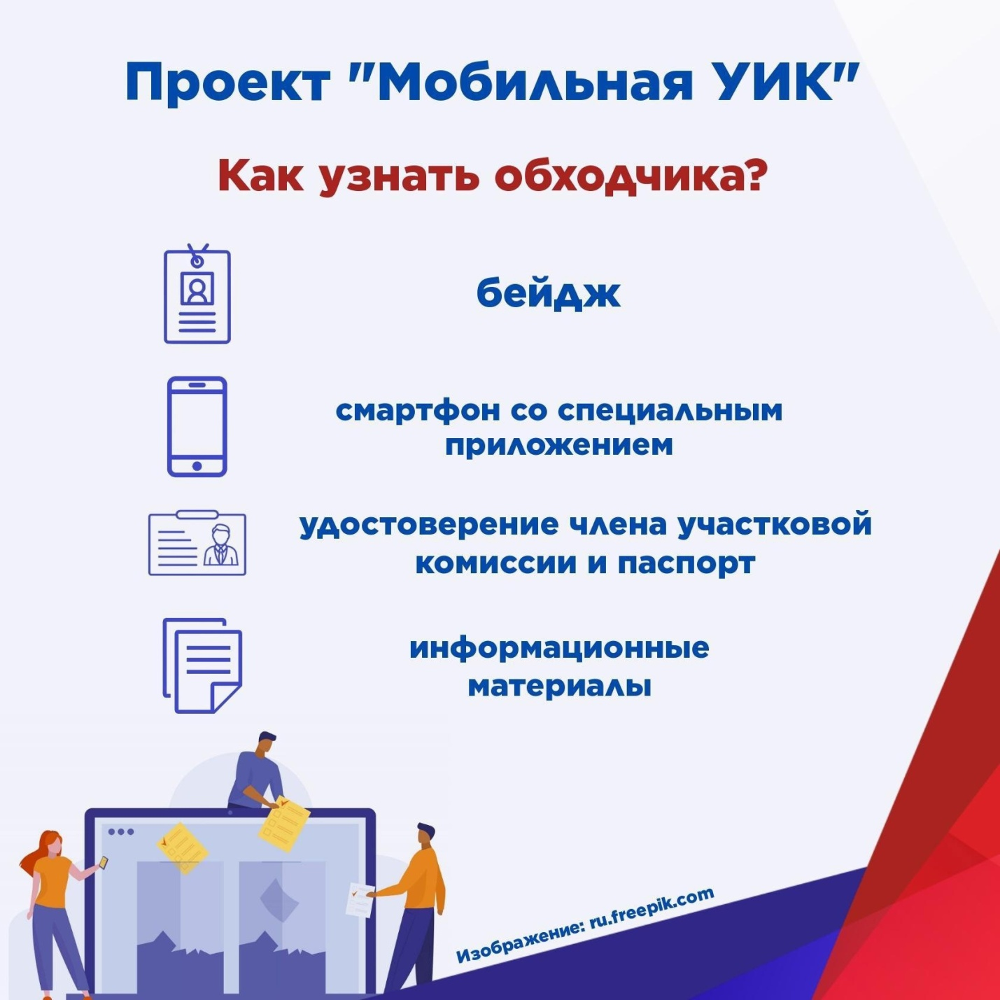 Проект "Мобильная УИК"
Как узнать обходчика?
бейдж
смартфон со специальным
приложением
удостоверение члена участковой
комиссии и паспорт
информационные
материалы
Изображение: ru.freepik.com